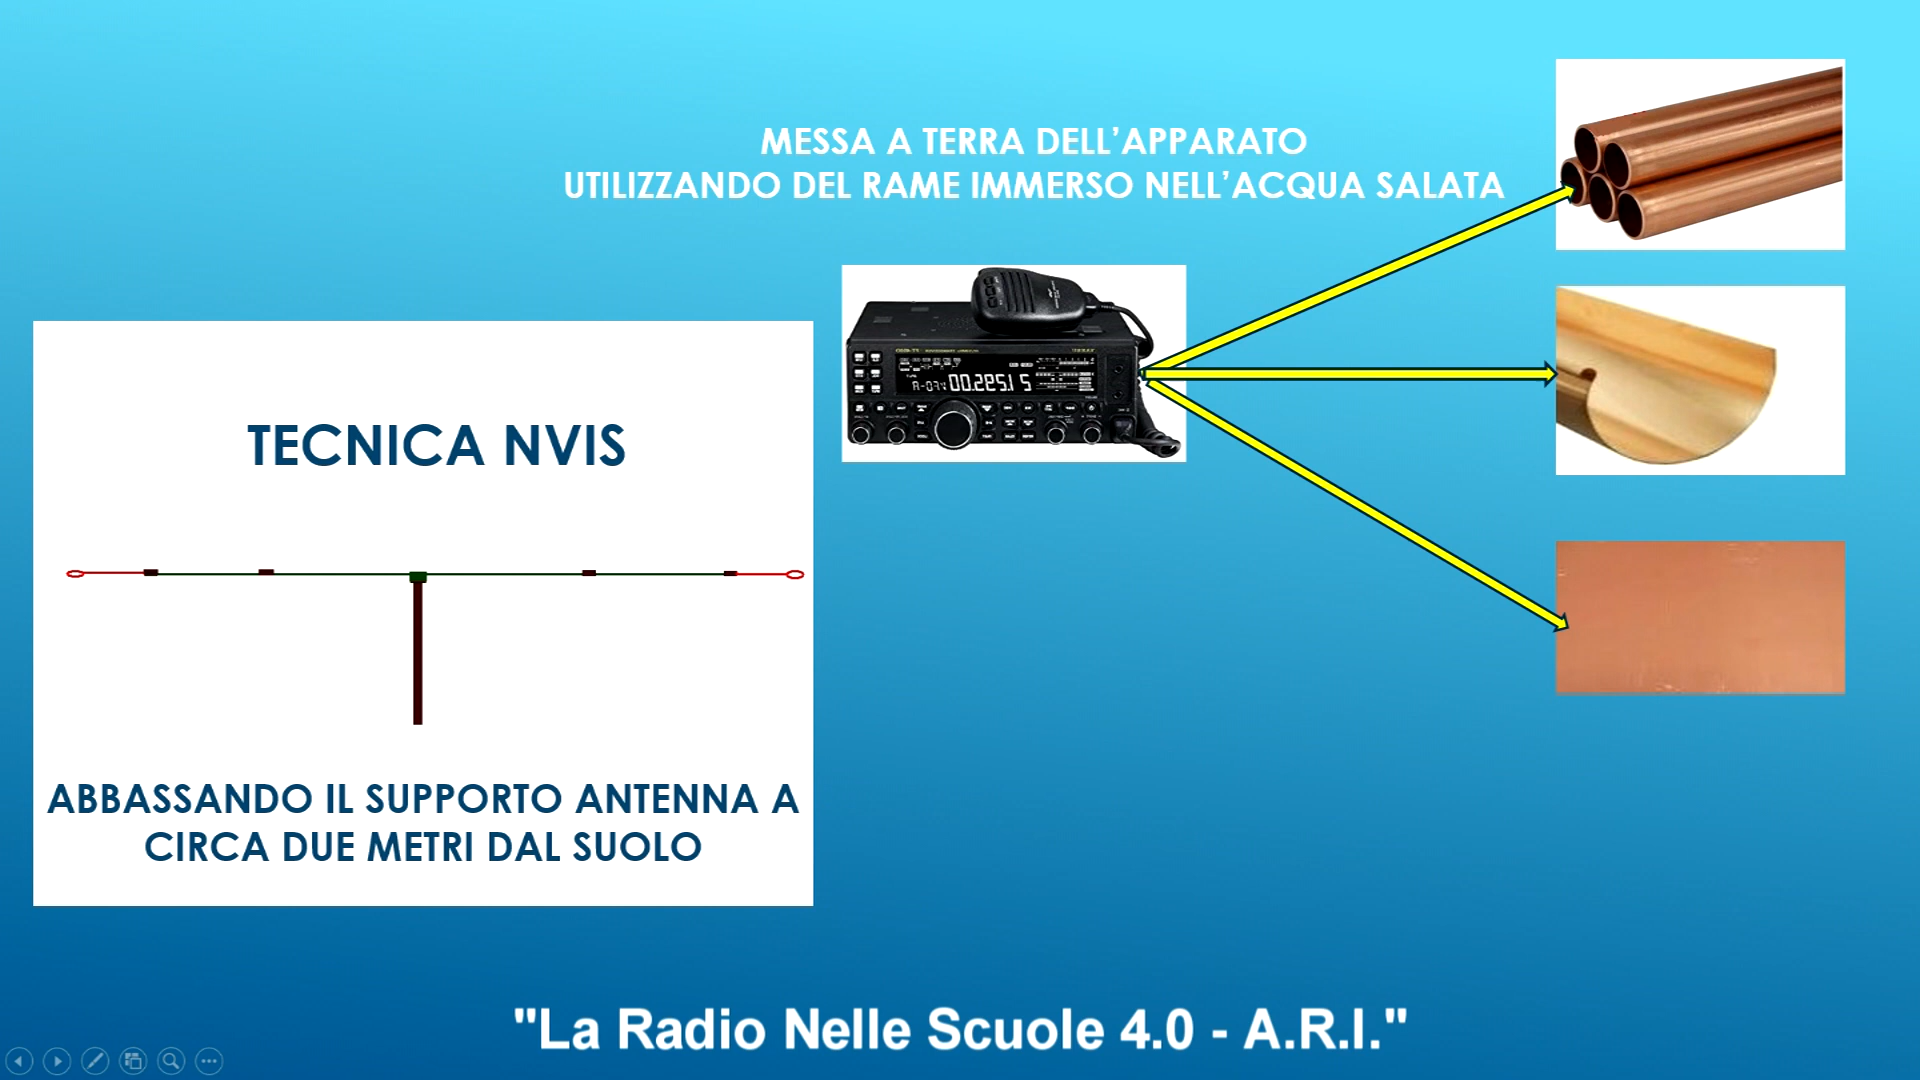 MESSA A TERRA DELL’APPARATO
UTILIZZANDO DEL RAME IMMERSO NELL’ACQUA SALATA
TECNICA NVIS
ABBASSANDO IL SUPPORTO ANTENNA A
CIRCA DUE METRI DAL SUOLO
"La Radio Nelle Scuole 4.0 - A.R.I."